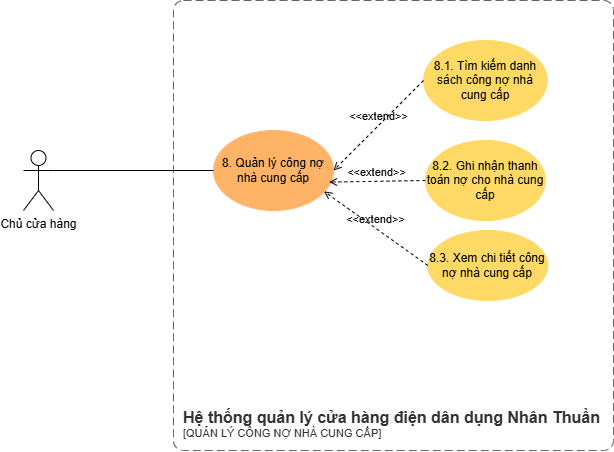 8.1. Tìm kiếm danh
sách công nợ nhà
cung cấp
<<extend>>
8. Quản lý công nợ
nhà cung cấp
<<extend>>
8.2. Ghi nhận thanh
toán nợ cho nhà cung
cấp
Chủ cửa hàng
<<extend>>
8.3. Xem chi tiết công
nợ nhà cung cấp
Hệ thống quản lý cửa hàng điện dân dụng Nhân Thuần
[QUẢN LÝ CÔNG NỢ NHÀ CUNG CẤP]